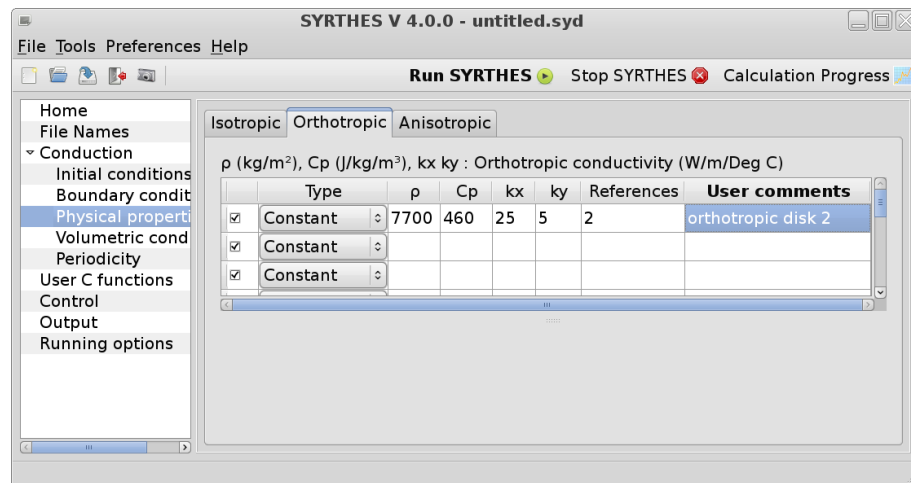 SYRTHES V 4.0.0 - untitled.syd
File Tools Preferences Help
Run SYRTHES Stop SYRTHES Calculation Progress
Home
File Names
Conduction
Initial conditions
Boundary condit
Physical properti
Volumetric cond
Periodicity
User C functions
Control
Output
Running options
Isotropic Orthotropic Anisotropic
ρ (kg/m²), Cp (J/kg/m³), kx ky : Orthotropic conductivity (W/m/Deg C)
Type ρ Cp kx ky References User comments
Constant 7700 460 25 5 2 orthotropic disk 2
Constant
Constant